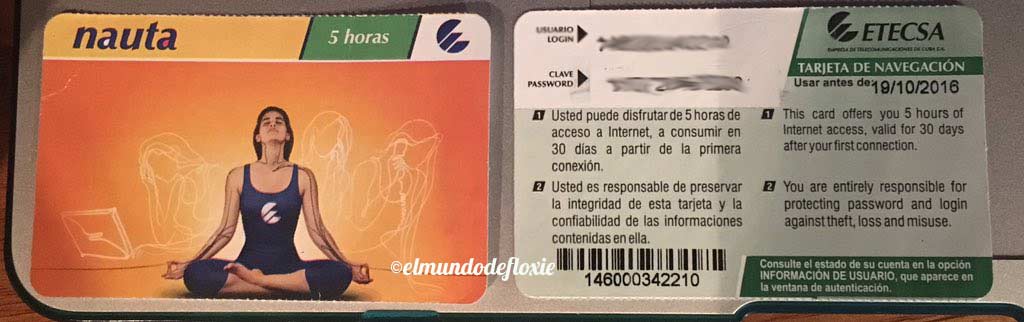 nauta
5 horas
©elmundodefloxie
USUARIO
LOGIN
CLAVE
PASSWORD
ETECSA
EMPRESA DE TELECOMUNICACIONES DE CUBA S.A.
TARJETA DE NAVEGACIÓN
Usar antes de: 19/10/2016
1 Usted puede disfrutar de 5 horas de
acceso a Internet, a consumir en
30 días a partir de la primera
conexión.
2 Usted es responsable de preservar
la integridad de esta tarjeta y la
confiabilidad de las informaciones
contenidas en ella.
146000342210
1 This card offers you 5 hours of
Internet access, valid for 30 days
after your first connection.
2 You are entirely responsible for
protecting password and login
against theft, loss and misuse.
Consulte el estado de su cuenta en la opción
INFORMACIÓN DE USUARIO, que aparece en
la ventana de autenticación.